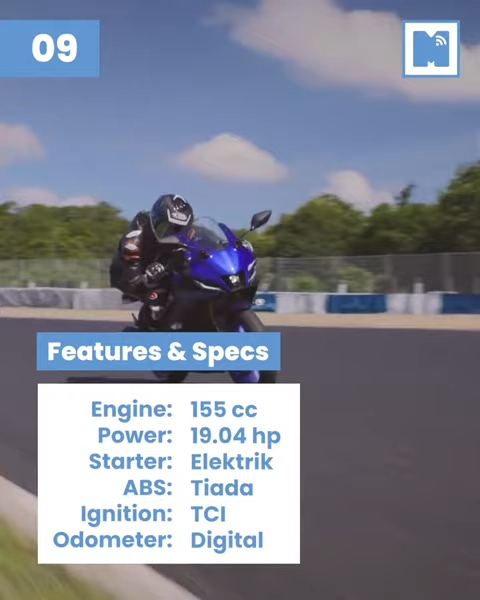 09
Features & Specs
Engine: 155 cc
Power: 19.04 hp
Starter: Elektrik
ABS: Tiada
Ignition: TCI
Odometer: Digital